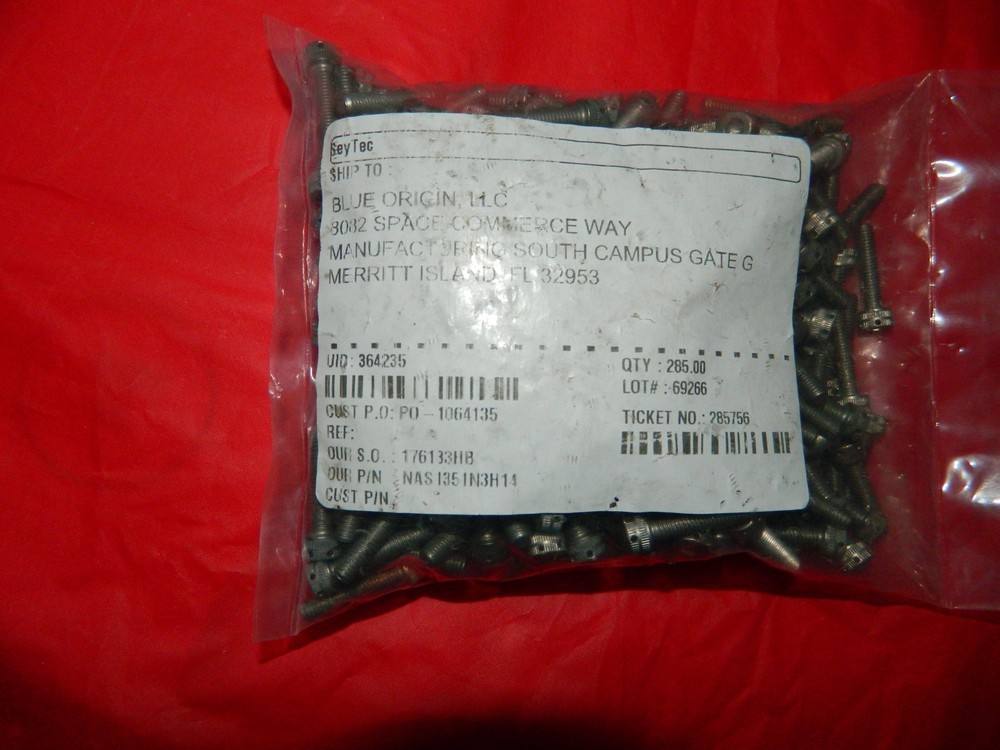 SeyTec
SHIP TO :
BLUE ORIGIN, LLC
8082 SPACE COMMERCE WAY
MANUFACTURING SOUTH CAMPUS GATE G
MERRITT ISLAND, FL 32953
UID: 364235
QTY : 285.00
LOT# : 69266
CUST P.O: PO - 1064135
TICKET NO.: 285756
REF:
OUR S.O. : 176133HB
OUR P/N NAS1351N3H14
CUST P/N